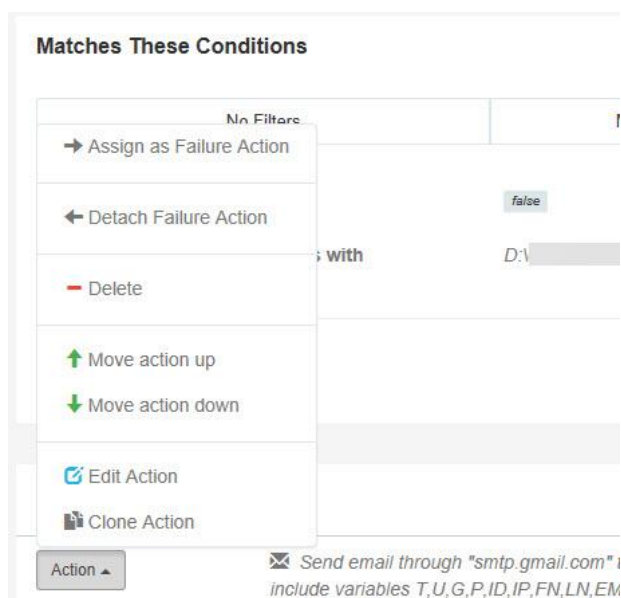 Matches These Conditions
No Filters
Assign as Failure Action
Detach Failure Action
false
with
D:\
Delete
Move action up
Move action down
Edit Action
Clone Action
Action
Send email through "smtp.gmail.com"
include variables T,U,G,P,ID,IP,FN,LN,EM